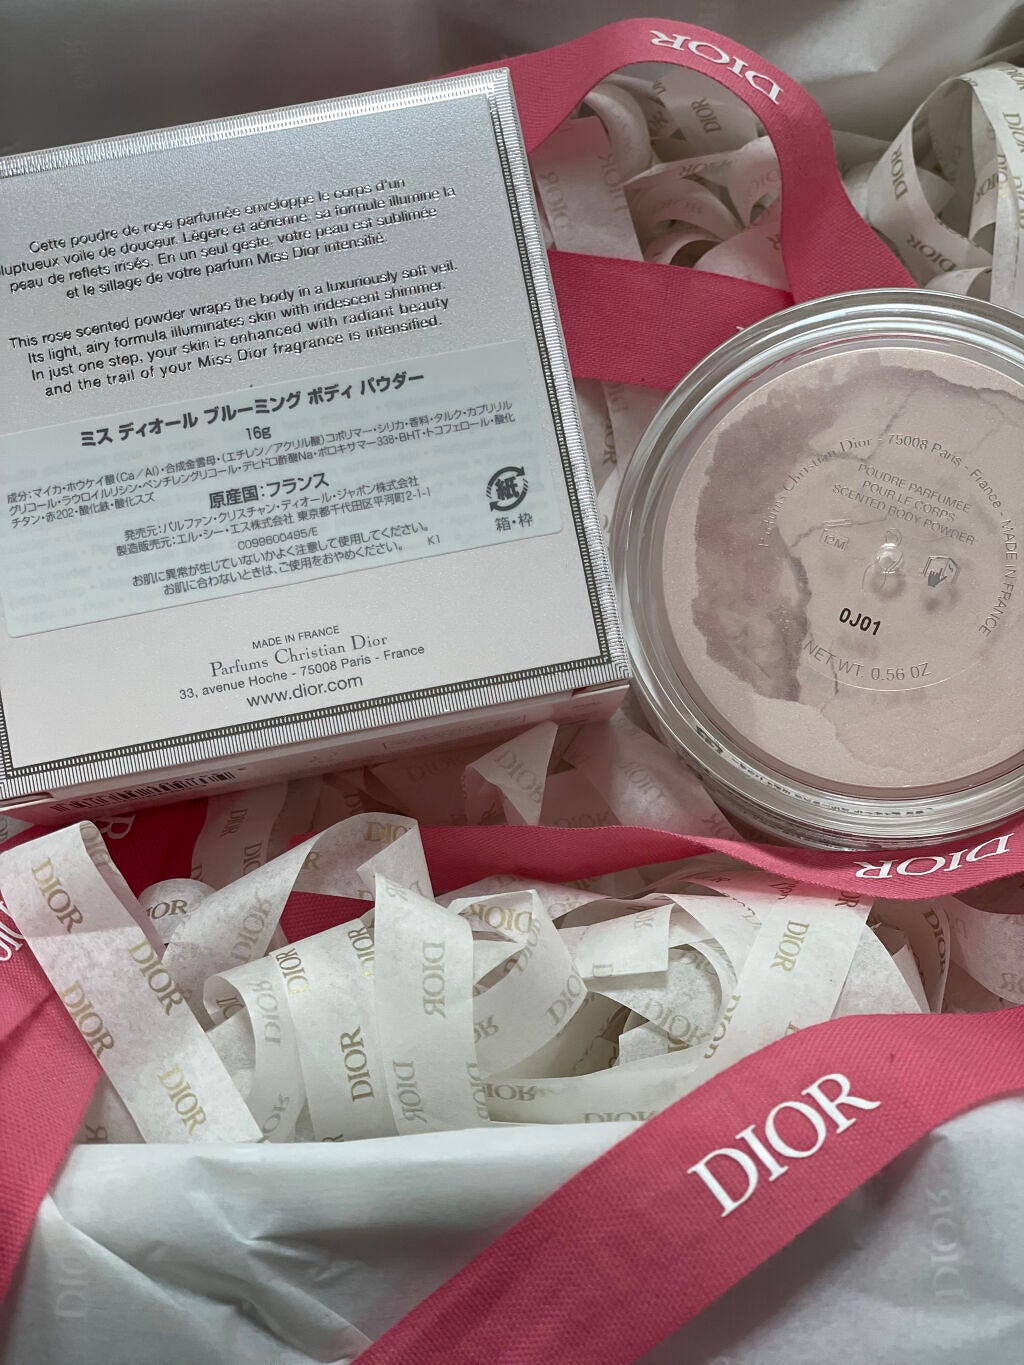 DIOR
Cette poudre de rose parfumée enveloppe le corps d'un
voluptueux voile de douceur. Légère et aérienne, sa formule illumine la
peau de reflets irisés. En un seul geste, votre peau est sublimée
et le sillage de votre parfum Miss Dior intensifié.
This rose scented powder wraps the body in a luxuriously soft veil.
Its light, airy formula illuminates skin with iridescent shimmer.
In just one step, your skin is enhanced with radiant beauty
and the trail of your Miss Dior fragrance is intensified.
ミス ディオール ブルーミング ボディ パウダー
16g
成分:マイカ・ホウケイ酸(Ca/Al)・合成金雲母・(エチレン/アクリル酸)コポリマー・シリカ・香料・タルク・カプリリル
グリコール・ラウロイルリシン・ペンチレングリコール・デヒドロ酢酸Na・ポロキサマー338・BHT・トコフェロール・酸化
チタン・赤202・酸化鉄・酸化スズ
原産国:フランス
発売元:パルファン・クリスチャン・ディオール・ジャポン株式会社
製造販売元:エル・シー・エス株式会社 東京都千代田区平河町2-1-1
C099600495/E
お肌に異常が生じていないかよく注意して使用してください。
お肌に合わないときは、ご使用をおやめください。 K1
紙
箱・枠
MADE IN FRANCE
Parfums Christian Dior
33, avenue Hoche - 75008 Paris - France
www.dior.com
Parfums Christian Dior - 75008 Paris - France - MADE IN FRANCE
POUDRE PARFUMÉE
POUR LE CORPS
SCENTED BODY POWDER
12M
0J01
NET WT. 0.56 OZ
DIOR
DIOR
DIOR
DIOR
DIOR
DIOR
DIOR
DIOR
DIOR
DIOR
DIOR